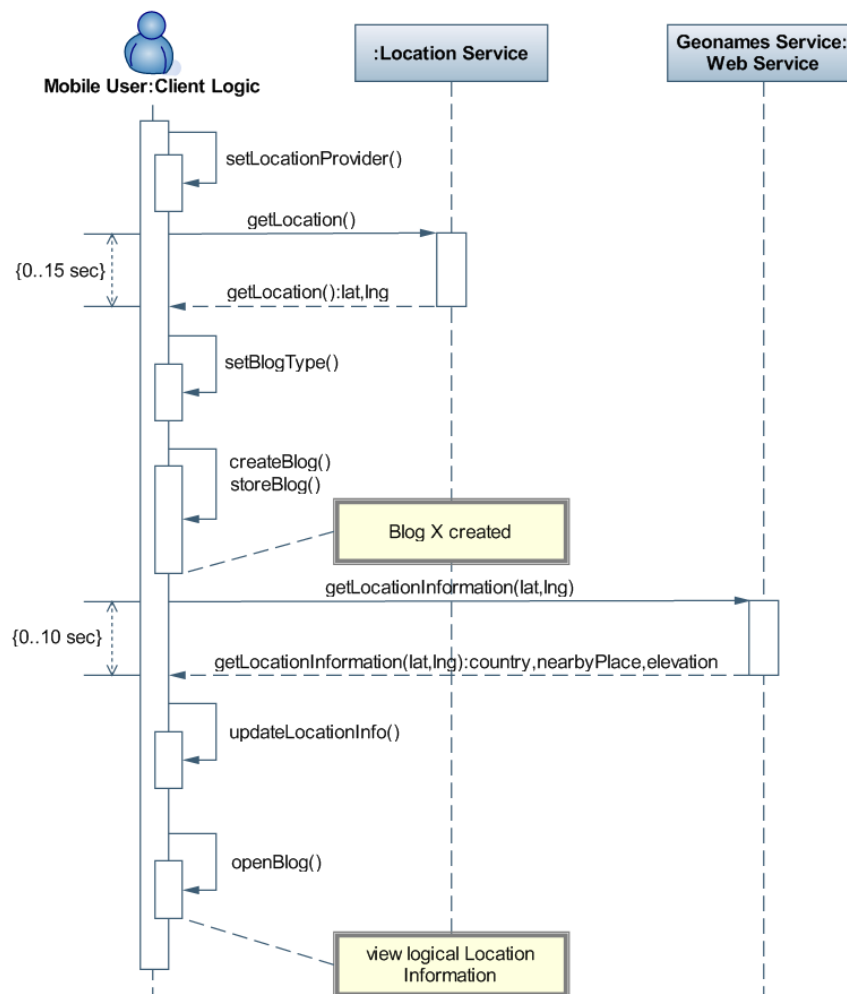 Mobile User:Client Logic
:Location Service
Geonames Service:
Web Service
setLocationProvider()
getLocation()
{0..15 sec}
getLocation():lat,lng
setBlogType()
createBlog()
storeBlog()
Blog X created
getLocationInformation(lat,lng)
{0..10 sec}
getLocationInformation(lat,lng):country,nearbyPlace,elevation
updateLocationInfo()
openBlog()
view logical Location
Information